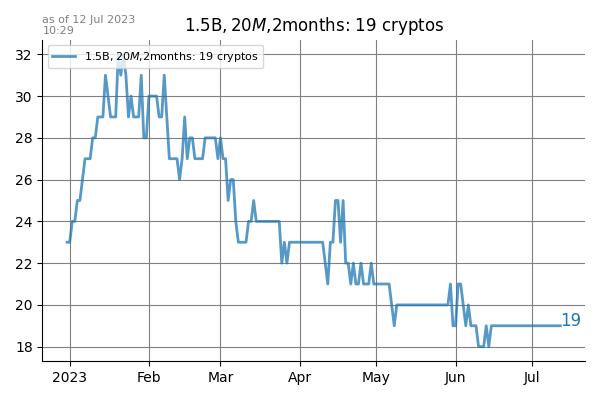 as of 12 Jul 2023
10:29
1.5B, 20M,2months: 19 cryptos
1.5B, 20M,2months: 19 cryptos
32
30
28
26
24
22
20
18
19
2023 Feb Mar Apr May Jun Jul